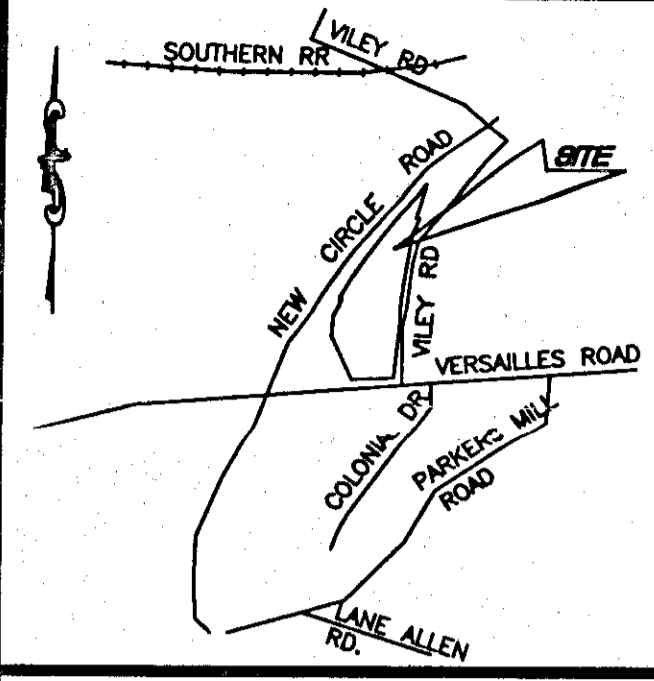 VILEY RD
SOUTHERN RR
SITE
NEW CIRCLE ROAD
VILEY RD
VERSAILLES ROAD
COLONIAL DR
PARKERS MILL
ROAD
LANE ALLEN
RD.